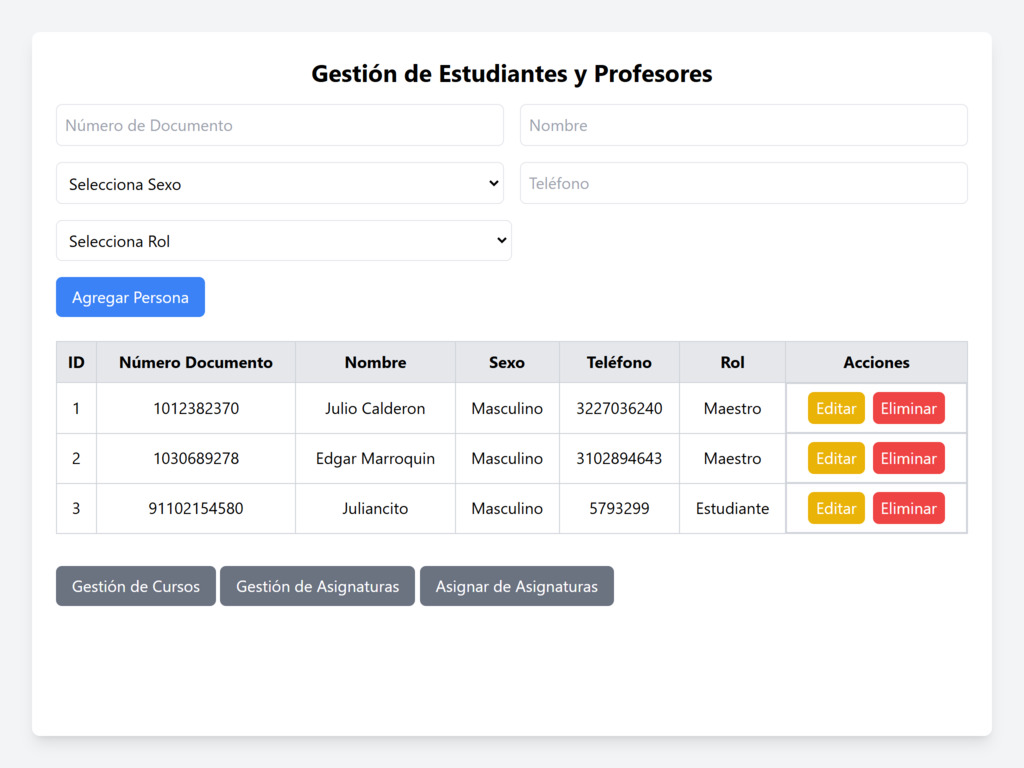 Gestión de Estudiantes y Profesores
Número de Documento Nombre
Selecciona Sexo Teléfono
Selecciona Rol
Agregar Persona
ID Número Documento Nombre Sexo Teléfono Rol Acciones
1 1012382370 Julio Calderon Masculino 3227036240 Maestro Editar Eliminar
2 1030689278 Edgar Marroquin Masculino 3102894643 Maestro Editar Eliminar
3 91102154580 Juliancito Masculino 5793299 Estudiante Editar Eliminar
Gestión de Cursos Gestión de Asignaturas Asignar de Asignaturas